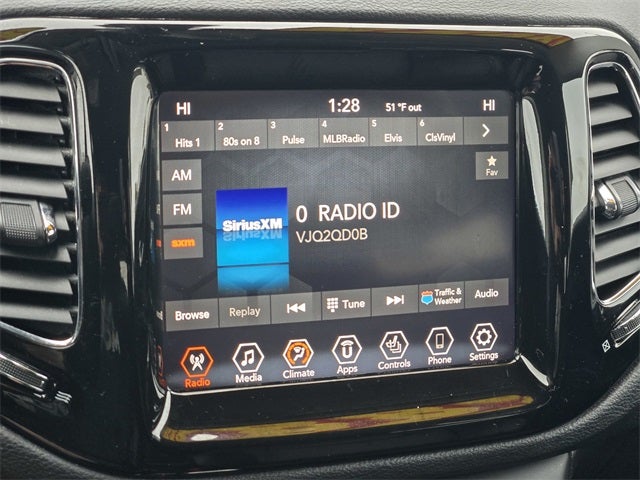 HI 1:28 51 °F out HI
1 Hits 1 2 80s on 8 3 Pulse 4 MLBRadio 5 Elvis 6 ClsVinyl
AM
Fav
FM
sxm
SiriusXM
0 RADIO ID
VJQ2QD0B
Browse Replay Tune Traffic & Weather Audio
Radio Media Climate Apps Controls Phone Settings